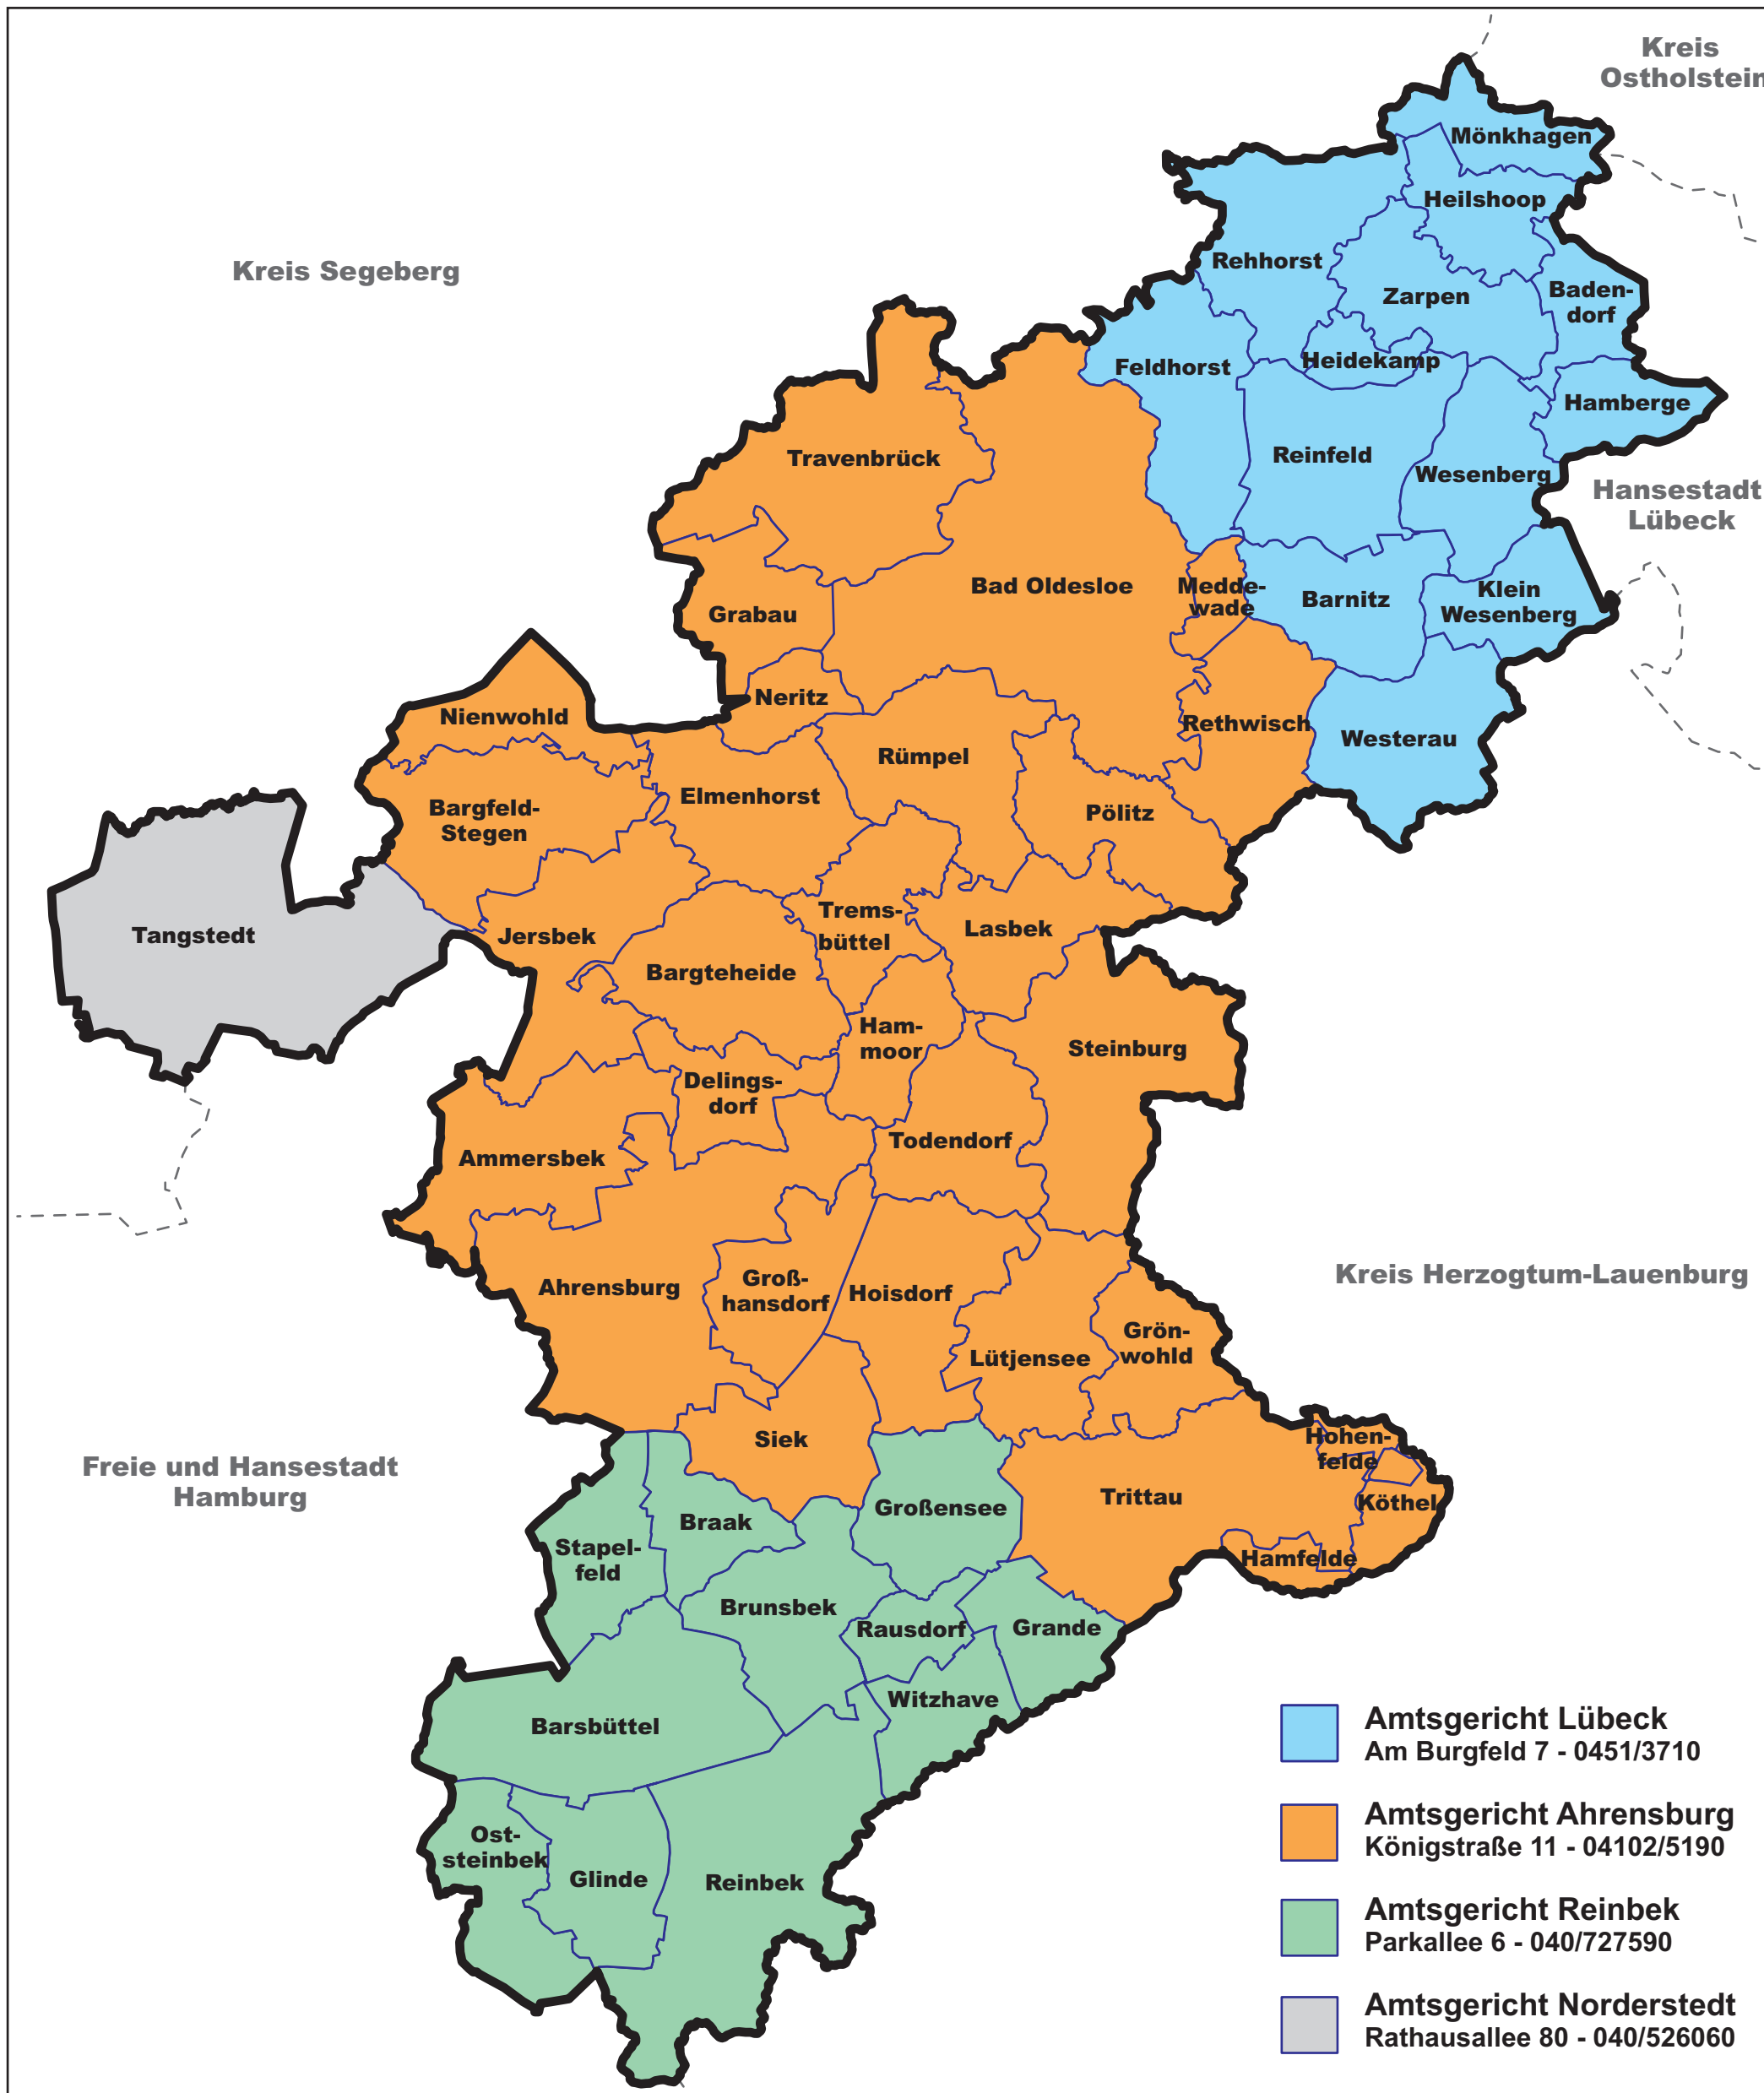 Kreis
Ostholstein
Mönkhagen
Heilshoop
Kreis Segeberg
Rehhorst
Zarpen
Baden-
dorf
Heidekamp
Feldhorst
Hamberge
Travenbrück
Reinfeld
Wesenberg
Hansestadt
Lübeck
Bad Oldesloe
Medde-
wade
Barnitz
Klein
Wesenberg
Grabau
Neritz
Nienwohld
Rethwisch
Westerau
Rümpel
Elmenhorst
Bargfeld-
Stegen
Pölitz
Trems-
büttel
Lasbek
Tangstedt
Jersbek
Bargteheide
Ham-
moor
Steinburg
Delings-
dorf
Todendorf
Ammersbek
Kreis Herzogtum-Lauenburg
Ahrensburg
Groß-
hansdorf
Hoisdorf
Grön-
wohld
Lütjensee
Siek
Hohen-
felde
Freie und Hansestadt
Hamburg
Trittau
Köthel
Großensee
Braak
Stapel-
feld
Hamfelde
Brunsbek
Rausdorf
Grande
Witzhave
Barsbüttel
Ost-
steinbek
Glinde
Reinbek
Amtsgericht Lübeck
Am Burgfeld 7 - 0451/3710
Amtsgericht Ahrensburg
Königstraße 11 - 04102/5190
Amtsgericht Reinbek
Parkallee 6 - 040/727590
Amtsgericht Norderstedt
Rathausallee 80 - 040/526060